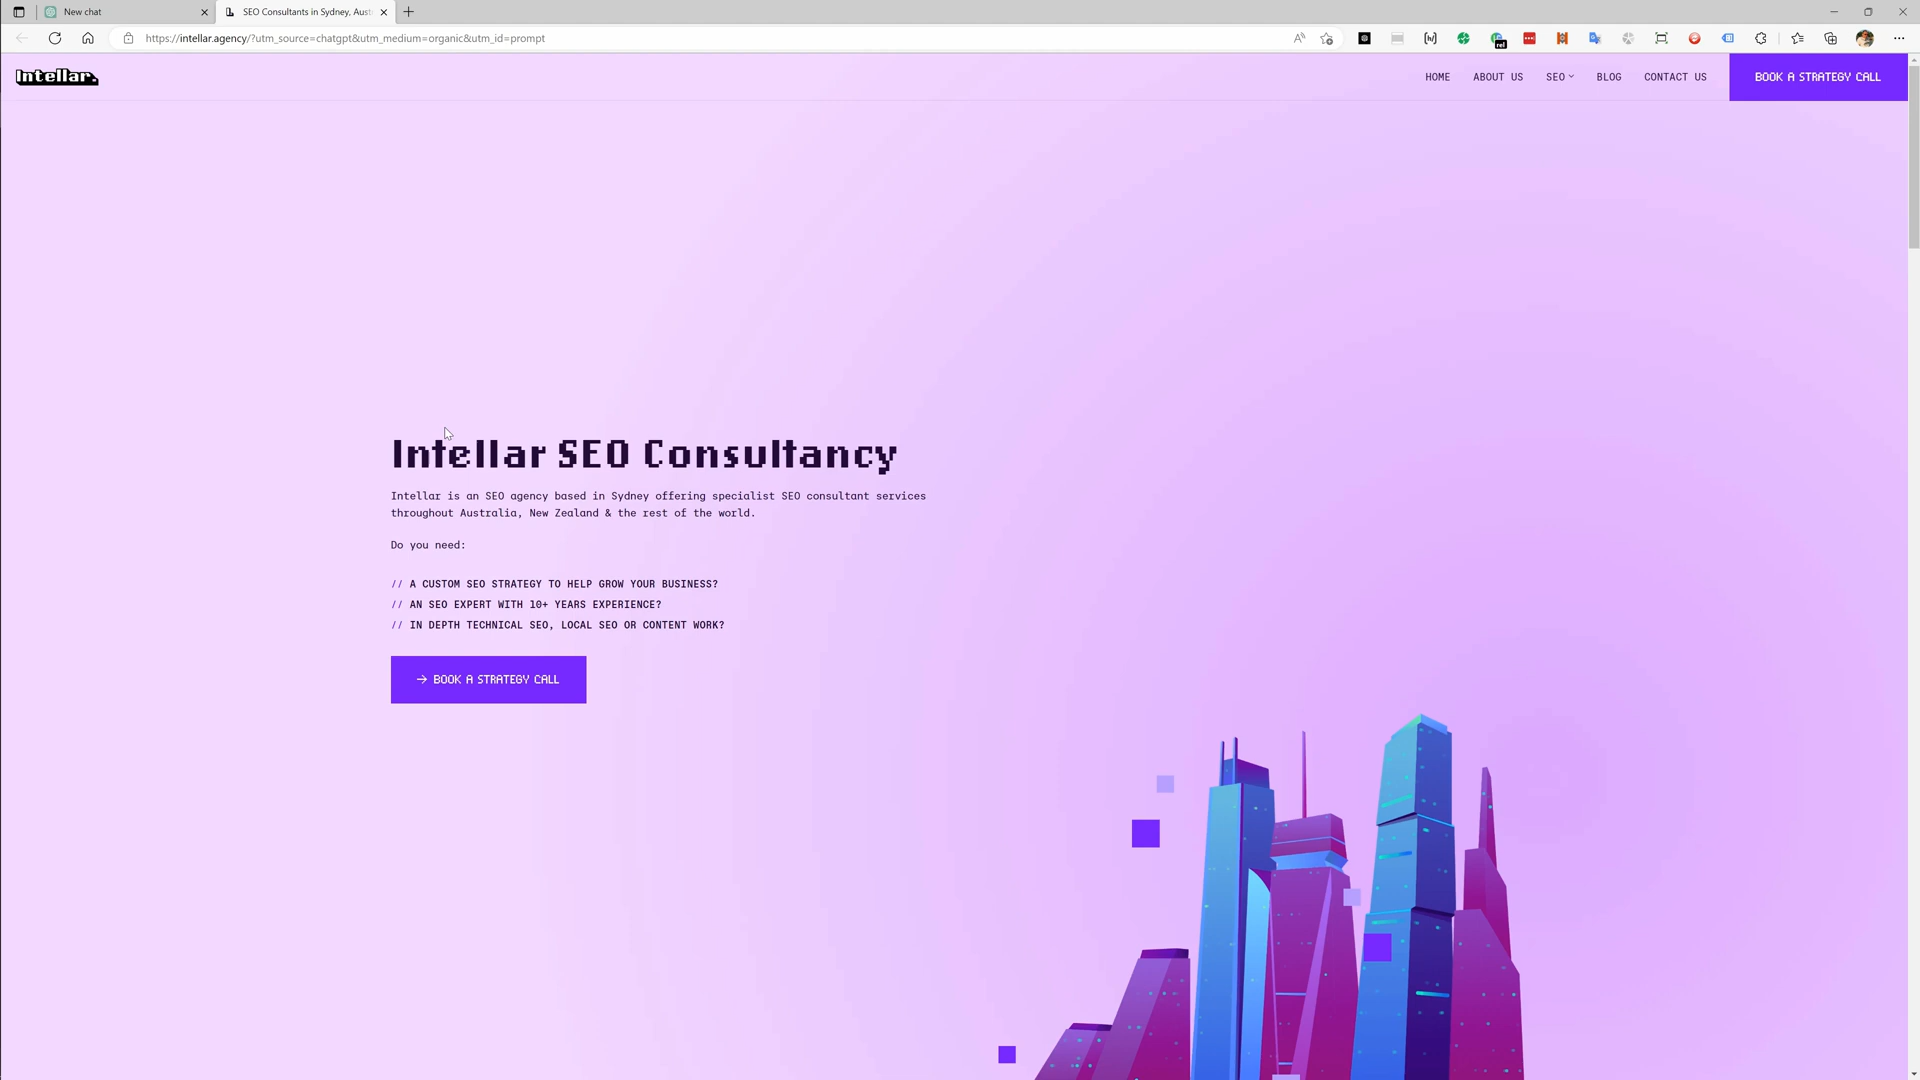 New chat
SEO Consultants in Sydney, Aust
https://intellar.agency/?utm_source=chatgpt&utm_medium=organic&utm_id=prompt
rel
Intellar.
HOME
ABOUT US
SEO
BLOG
CONTACT US
BOOK A STRATEGY CALL
Intellar SEO Consultancy
Intellar is an SEO agency based in Sydney offering specialist SEO consultant services
throughout Australia, New Zealand & the rest of the world.
Do you need:
// A CUSTOM SEO STRATEGY TO HELP GROW YOUR BUSINESS?
// AN SEO EXPERT WITH 10+ YEARS EXPERIENCE?
// IN DEPTH TECHNICAL SEO, LOCAL SEO OR CONTENT WORK?
→ BOOK A STRATEGY CALL